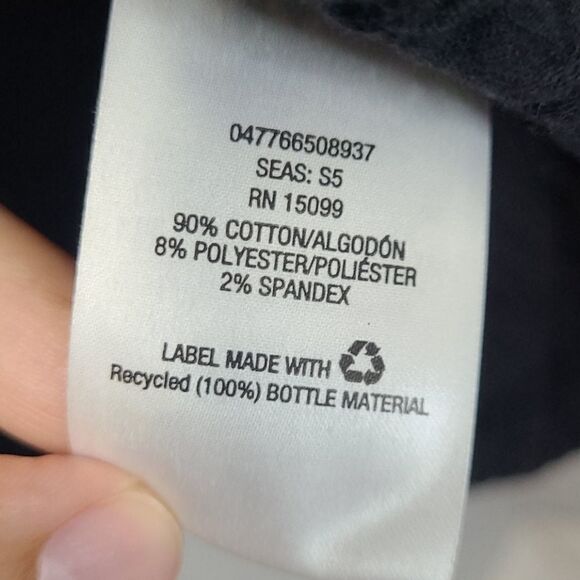 047766508937
SEAS: S5
RN 15099
90% COTTON/ALGODÓN
8% POLYESTER/POLIÉSTER
2% SPANDEX
LABEL MADE WITH
Recycled (100%) BOTTLE MATERIAL